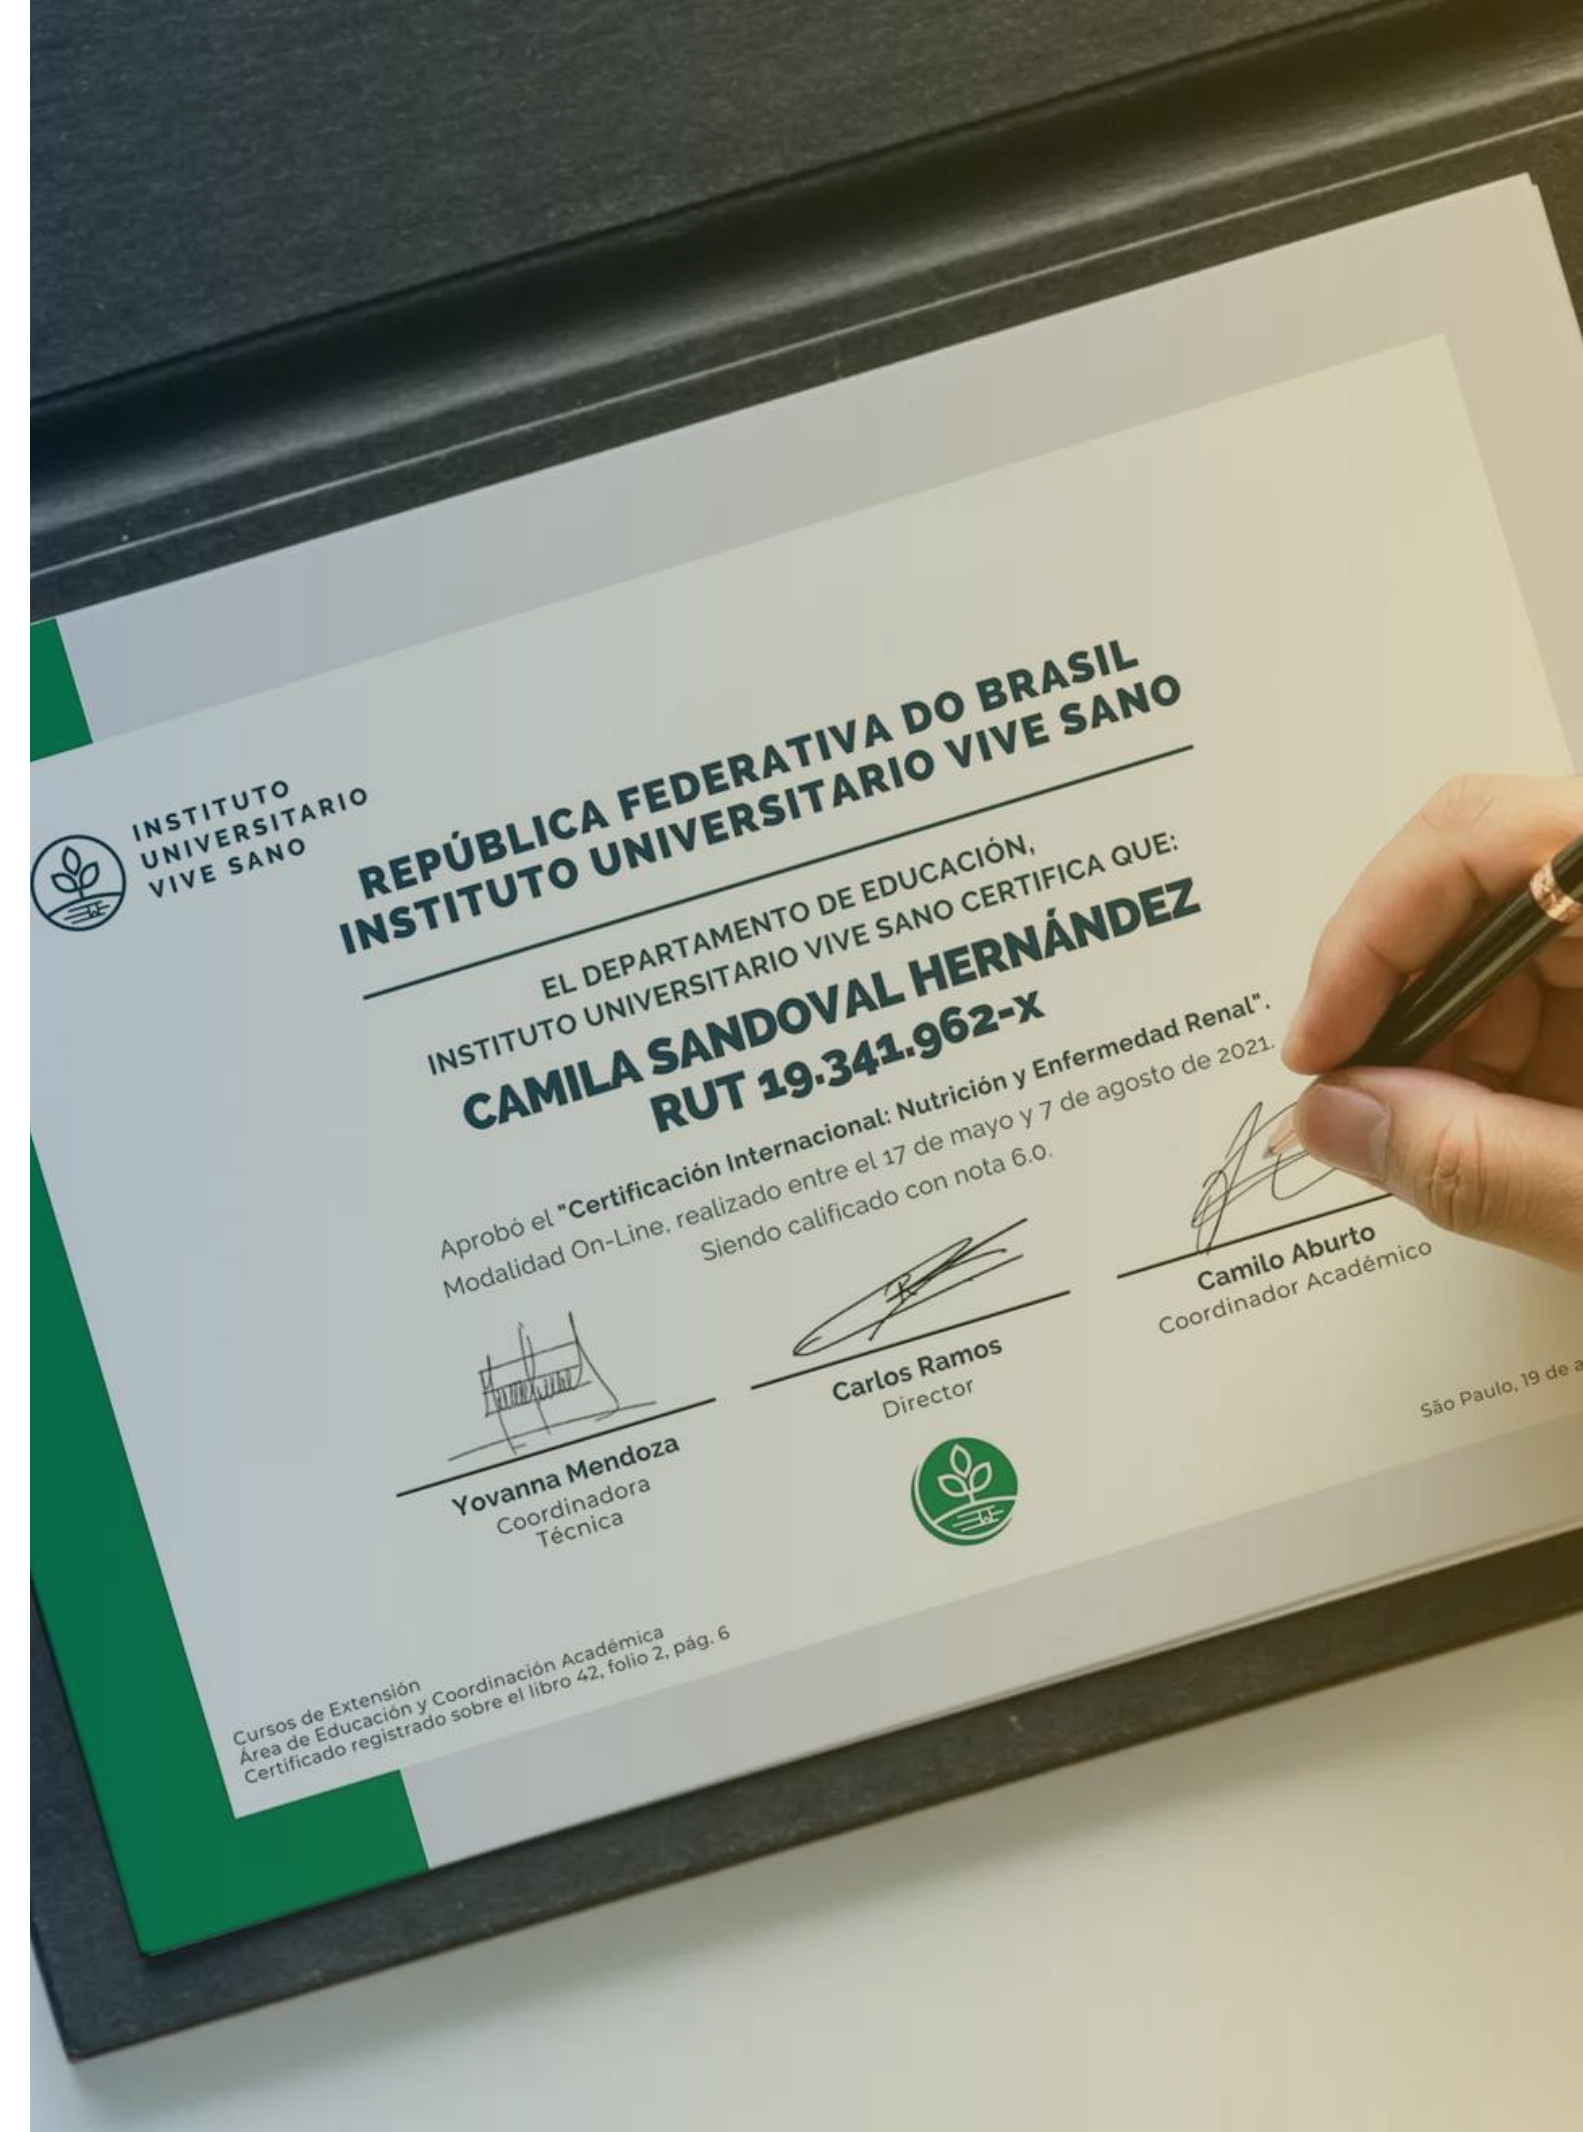 INSTITUTO
UNIVERSITARIO
VIVE SANO
REPÚBLICA FEDERATIVA DO BRASIL
INSTITUTO UNIVERSITARIO VIVE SANO
EL DEPARTAMENTO DE EDUCACIÓN,
INSTITUTO UNIVERSITARIO VIVE SANO CERTIFICA QUE:
CAMILA SANDOVAL HERNÁNDEZ
RUT 19.341.962-X
Aprobó el "Certificación Internacional: Nutrición y Enfermedad Renal".
Modalidad On-Line, realizado entre el 17 de mayo y 7 de agosto de 2021.
Siendo calificado con nota 6.0.
Yovanna Mendoza
Coordinadora
Técnica
Carlos Ramos
Director
Camilo Aburto
Coordinador Académico
São Paulo, 19 de a
Cursos de Extensión
Área de Educación y Coordinación Académica
Certificado registrado sobre el libro 42, folio 2, pág. 6